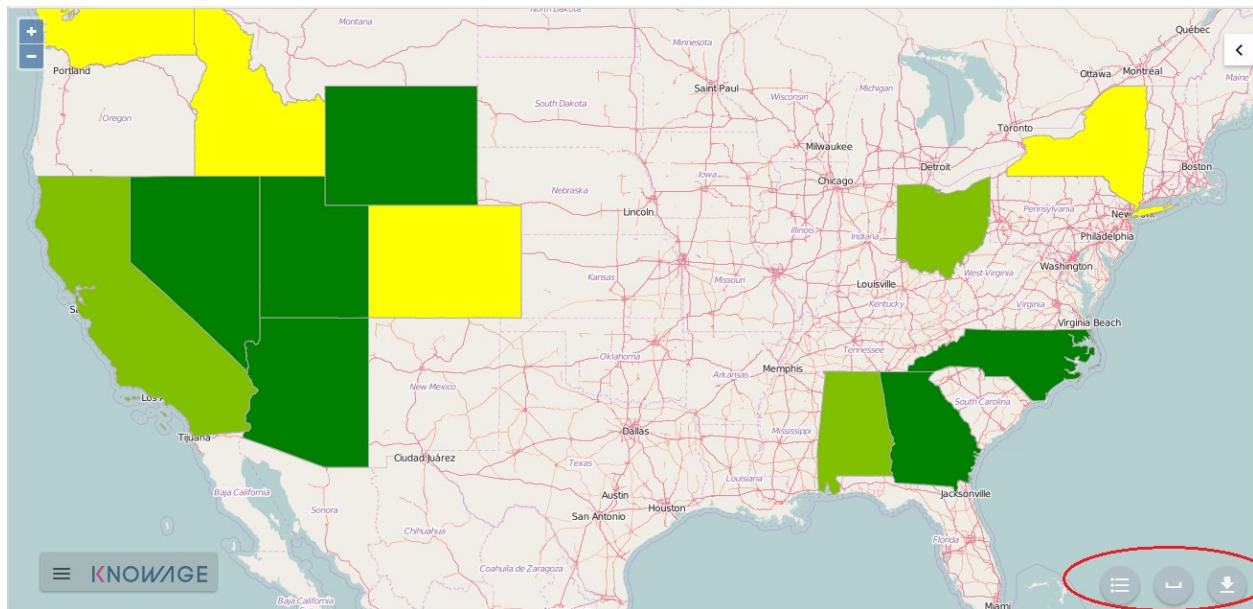 North Dakota
Montana
Québec
+
−
Portland
Minnesota
Ottawa
Montréal
Maine
Saint Paul
Wisconsin
Michigan
Oregon
South Dakota
Toronto
Milwaukee
Detroit
Boston
Chicago
Iowa
Nebraska
Lincoln
Pennsylvania
New York
Philadelphia
Illinois
Indiana
Washington
West Virginia
Kansas
Missouri
Louisville
Kentucky
Virginia
Virginia Beach
Tennessee
Oklahoma
Memphis
Arkansas
New Mexico
South Carolina
Los A
Tijuana
Dallas
Mississippi
Ciudad Juárez
Texas
Louisiana
Baja California
Jacksonville
Austin
Houston
Sonora
San Antonio
Chihuahua
Florida
Coahuila de Zaragoza
KNOWAGE
Baja California
Miami